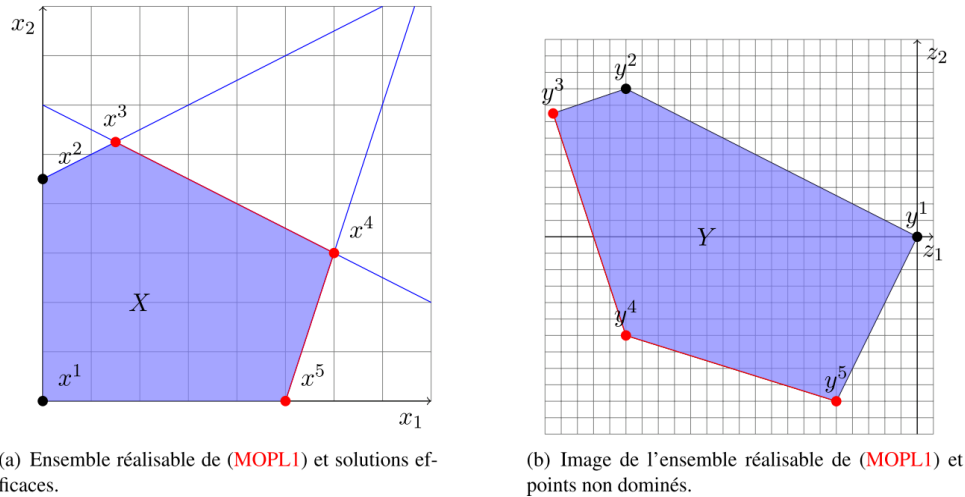 x₂
x³
x²
x⁴
X
x¹
x⁵
x₁
z₂
y²
y³
y¹
Y
z₁
y⁴
y⁵
(a) Ensemble réalisable de (MOPL1) et solutions ef-
ficaces.
(b) Image de l'ensemble réalisable de (MOPL1) et
points non dominés.